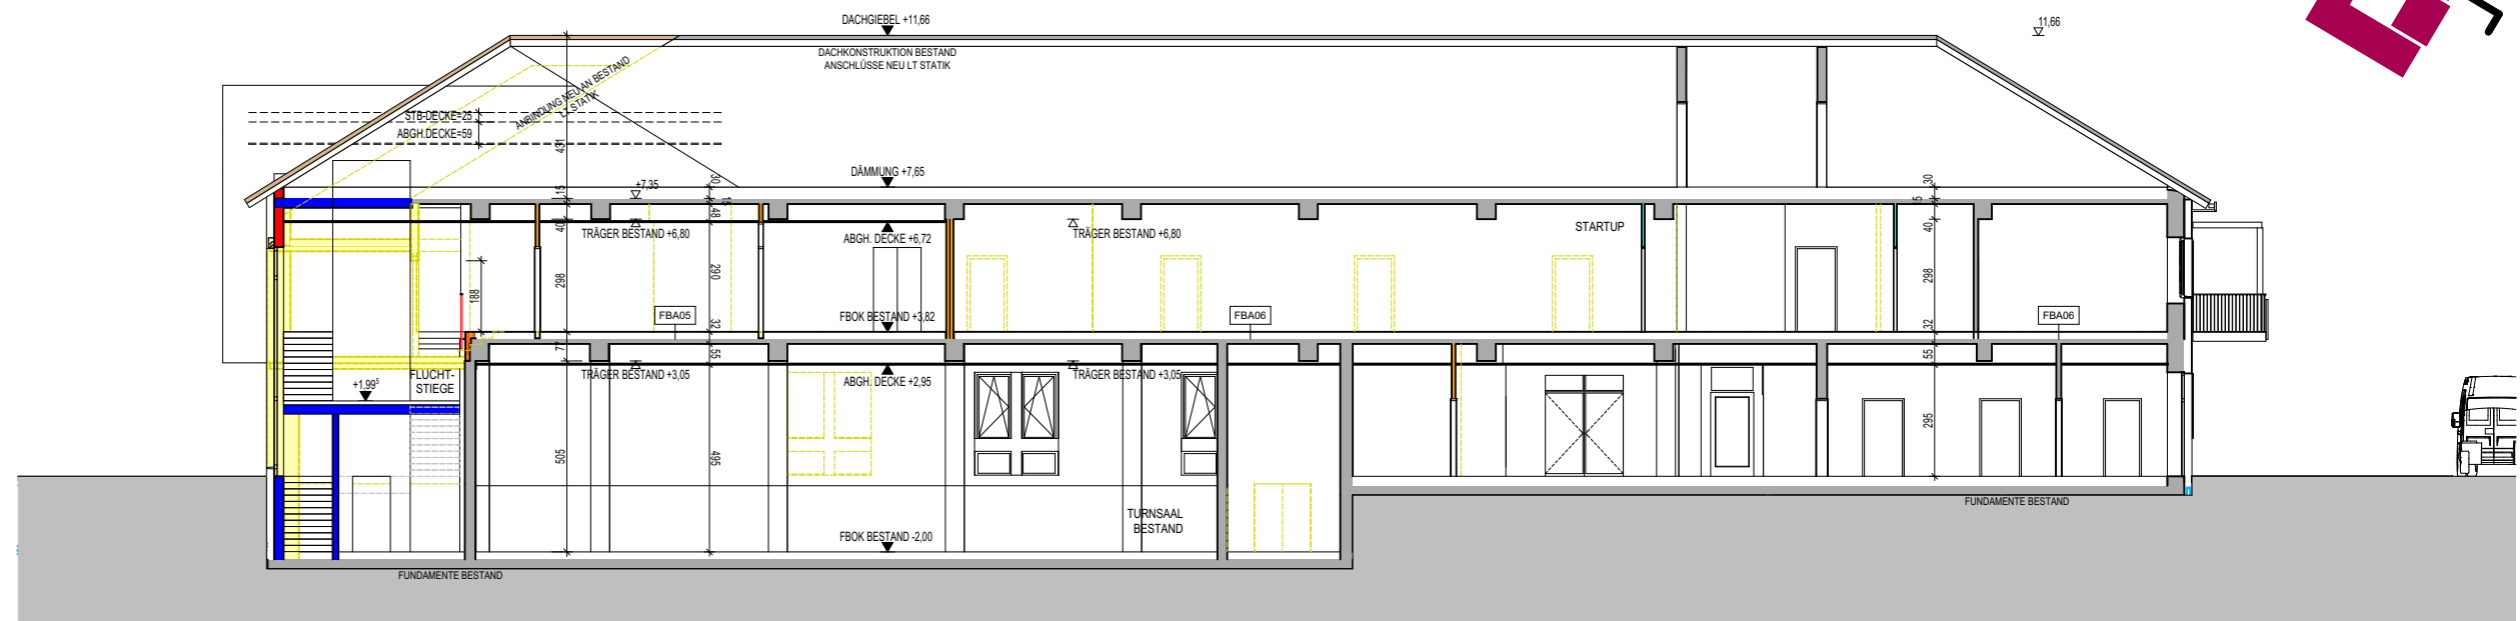 DACHGIEBEL +11,66
11,66
DACHKONSTRUKTION BESTAND
ANSCHLÜSSE NEU LT STATIK
ANBINDUNG NEU AN BESTAND
LT STATIK
STB-DECKE=25
ABGH.DECKE=59
431
DÄMMUNG +7,65
+7,35
30
15
15
48
40
30
15
40
TRÄGER BESTAND +6,80
ABGH. DECKE +6,72
TRÄGER BESTAND +6,80
STARTUP
298
290
298
188
FBA05
FBOK BESTAND +3,82
FBA06
FBA06
32
32
77
55
55
FLUCHT-
STIEGE
+1,99⁵
TRÄGER BESTAND +3,05
ABGH. DECKE +2,95
TRÄGER BESTAND +3,05
295
505
495
TURNSAAL
BESTAND
FBOK BESTAND -2,00
FUNDAMENTE BESTAND
FUNDAMENTE BESTAND